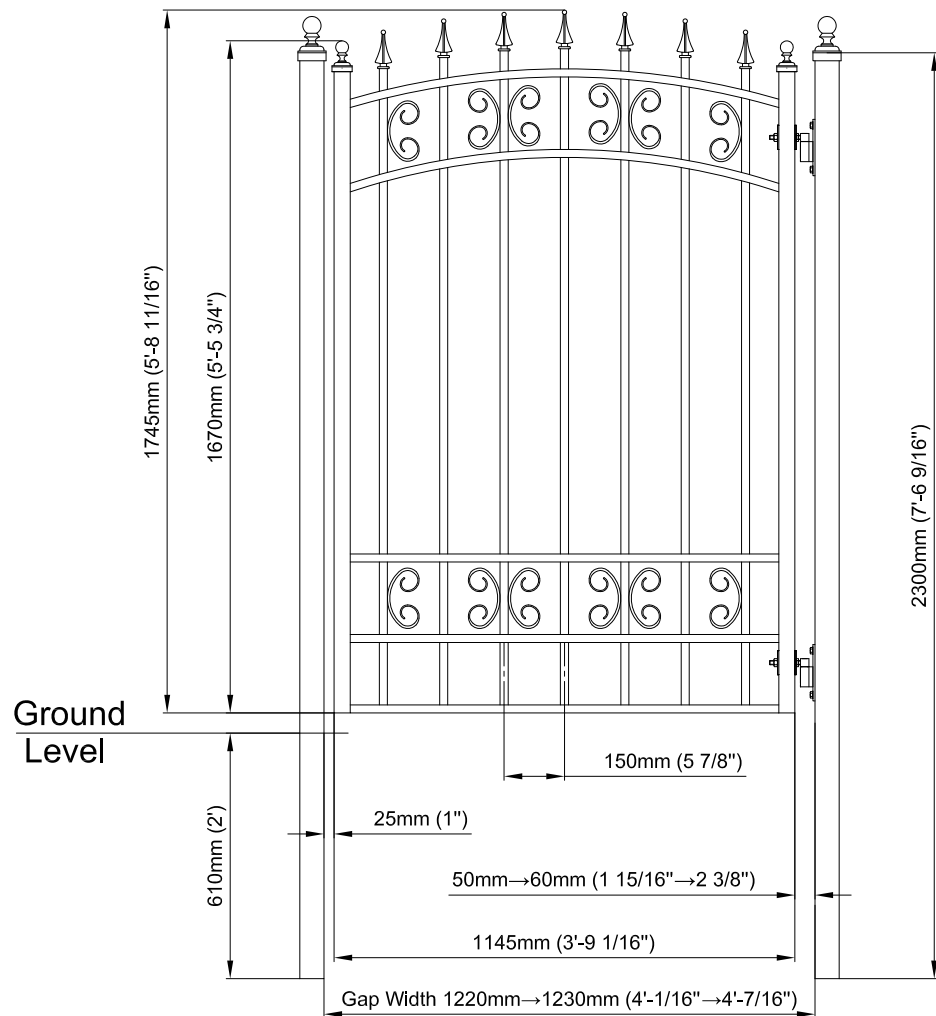 1745mm (5'-8 11/16")
1670mm (5'-5 3/4")
2300mm (7'-6 9/16")
Ground
Level
150mm (5 7/8")
610mm (2')
25mm (1")
50mm→60mm (1 15/16"→2 3/8")
1145mm (3'-9 1/16")
Gap Width 1220mm→1230mm (4'-1/16"→4'-7/16")